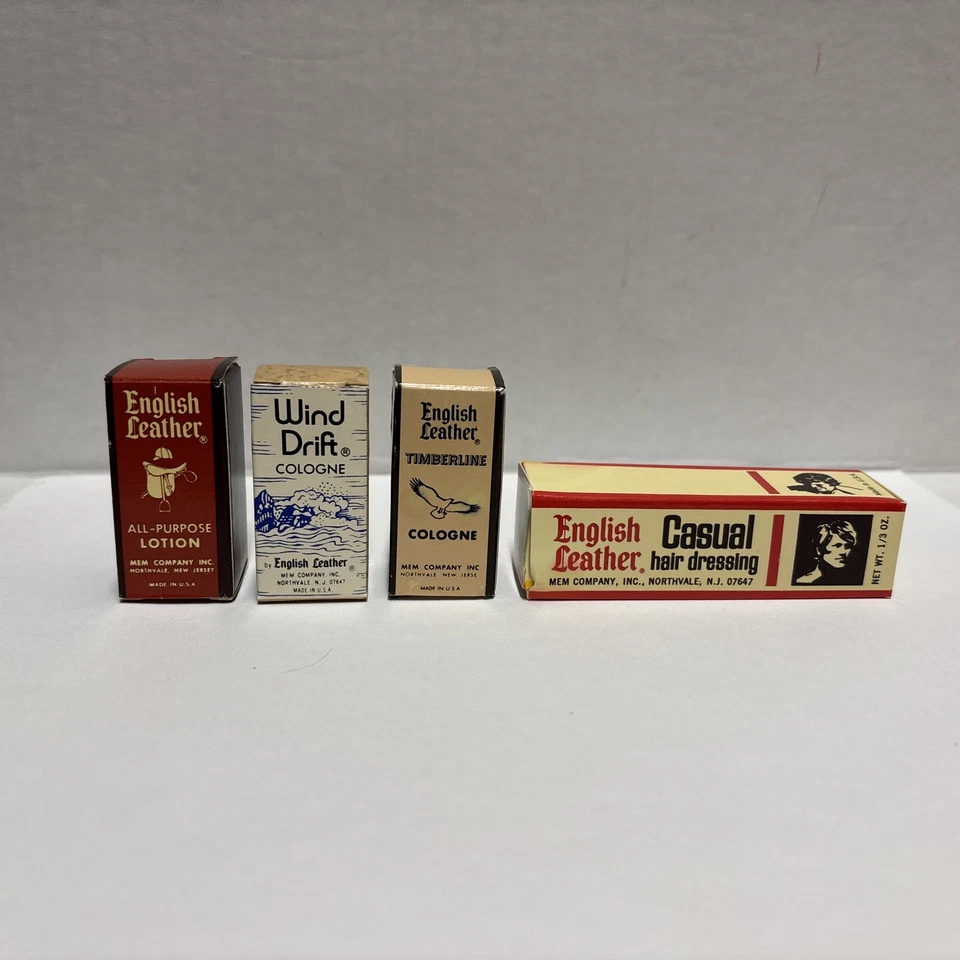 English
Leather®
ALL-PURPOSE
LOTION
MEM COMPANY INC.
NORTHVALE, NEW JERSEY
MADE IN U.S.A
Wind
Drift®
COLOGNE
by English Leather®
MEM COMPANY, INC.
NORTHVALE, N.J. 07647
MADE IN U.S.A.
English
Leather®
TIMBERLINE
COLOGNE
MEM COMPANY INC
NORTHVALE, NEW JERSE
MADE IN U.S.A
English
Leather®
Casual
hair dressing
MEM COMPANY, INC., NORTHVALE, N.J. 07647
NET WT. 1/3 OZ.